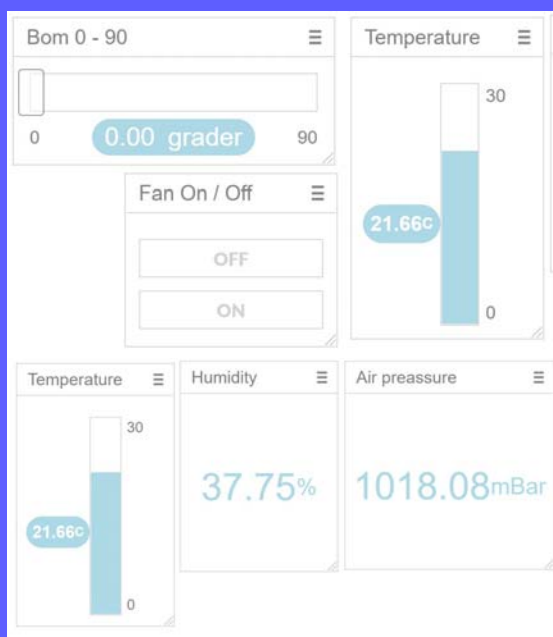 Bom 0 - 90
0
0.00 grader
90
Temperature
30
21.66C
0
Fan On / Off
OFF
ON
Temperature
30
21.66C
0
Humidity
37.75%
Air preassure
1018.08mBar